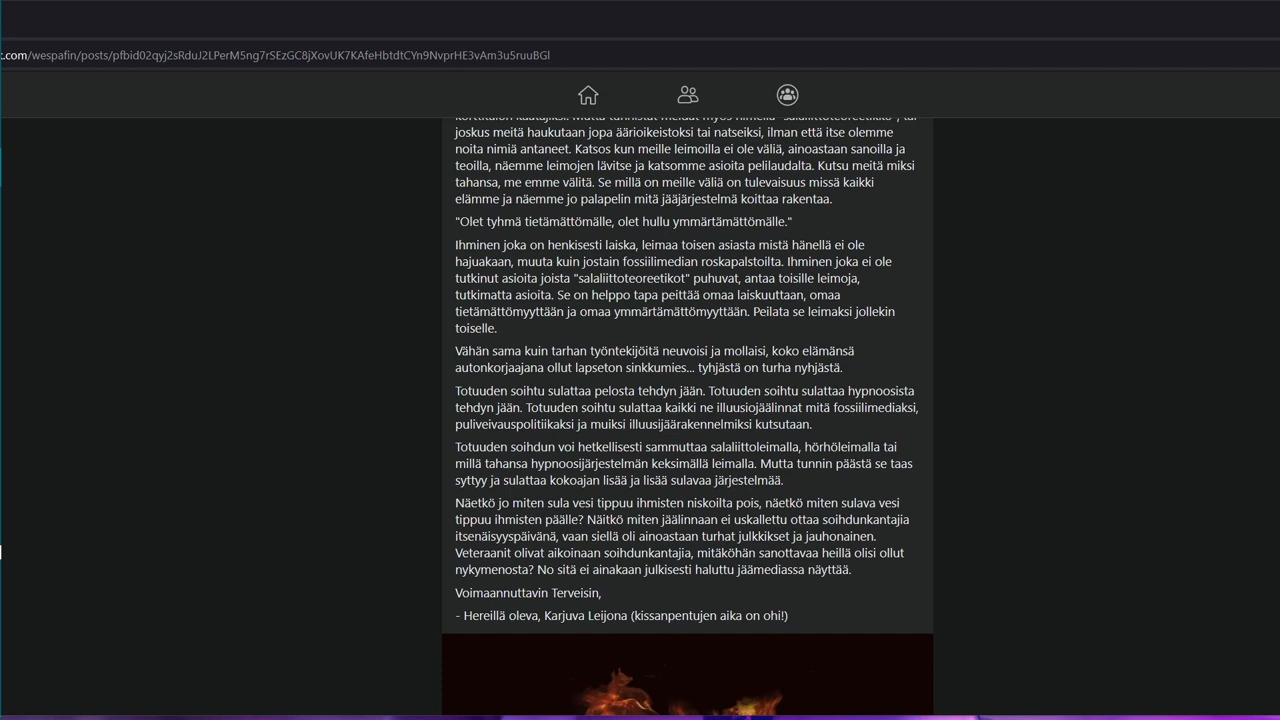 t.com/wespafin/posts/pfbid02qyj2sRduJ2LPerM5ng7rSEzGC8jXovUK7KAfeHbtdtCYn9NvprHE3vAm3u5ruuBGl
joskus meitä haukutaan jopa äärioikeistoksi tai natseiksi, ilman että itse olemme
noita nimiä antaneet. Katsos kun meille leimoilla ei ole väliä, ainoastaan sanoilla ja
teoilla, näemme leimojen lävitse ja katsomme asioita pelilaudalta. Kutsu meitä miksi
tahansa, me emme välitä. Se millä on meille väliä on tulevaisuus missä kaikki
elämme ja näemme jo palapelin mitä jääjärjestelmä koittaa rakentaa.
"Olet tyhmä tietämättömälle, olet hullu ymmärtämättömälle."
Ihminen joka on henkisesti laiska, leimaa toisen asiasta mistä hänellä ei ole
hajuakaan, muuta kuin jostain fossiilimedian roskapalstoilta. Ihminen joka ei ole
tutkinut asioita joista "salaliittoteoreetikot" puhuvat, antaa toisille leimoja,
tutkimatta asioita. Se on helppo tapa peittää omaa laiskuuttaan, omaa
tietämättömyyttään ja omaa ymmärtämättömyyttään. Peilata se leimaksi jollekin
toiselle.
Vähän sama kuin tarhan työntekijöitä neuvoisi ja mollaisi, koko elämänsä
autonkorjaajana ollut lapseton sinkkumies... tyhjästä on turha nyhjästä.
Totuuden soihtu sulattaa pelosta tehdyn jään. Totuuden soihtu sulattaa hypnoosista
tehdyn jään. Totuuden soihtu sulattaa kaikki ne illuusiojäälinnat mitä fossiilimediaksi,
puliveivauspolitiikaksi ja muiksi illuusijäärakennelmiksi kutsutaan.
Totuuden soihdun voi hetkellisesti sammuttaa salaliittoleimalla, hörhöleimalla tai
millä tahansa hypnoosijärjestelmän keksimällä leimalla. Mutta tunnin päästä se taas
syttyy ja sulattaa kokoajan lisää ja lisää sulavaa järjestelmää.
Näetkö jo miten sula vesi tippuu ihmisten niskoilta pois, näetkö miten sulava vesi
tippuu ihmisten päälle? Näitkö miten jäälinnaan ei uskallettu ottaa soihdunkantajia
itsenäisyyspäivänä, vaan siellä oli ainoastaan turhat julkkikset ja jauhonainen.
Veteraanit olivat aikoinaan soihdunkantajia, mitäköhän sanottavaa heillä olisi ollut
nykymenosta? No sitä ei ainakaan julkisesti haluttu jäämediassa näyttää.
Voimaannuttavin Terveisin,
- Hereillä oleva, Karjuva Leijona (kissanpentujen aika on ohi!)